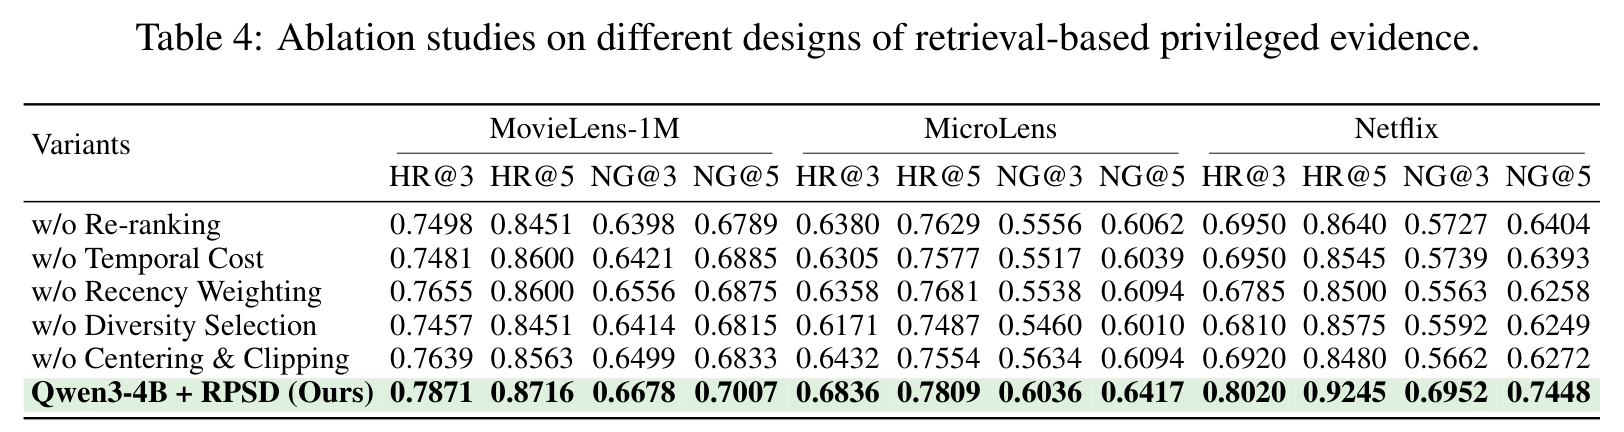 Table 4: Ablation studies on different designs of retrieval-based privileged evidence.
Variants MovieLens-1M MicroLens Netflix
HR@3 HR@5 NG@3 NG@5 HR@3 HR@5 NG@3 NG@5 HR@3 HR@5 NG@3 NG@5
w/o Re-ranking 0.7498 0.8451 0.6398 0.6789 0.6380 0.7629 0.5556 0.6062 0.6950 0.8640 0.5727 0.6404
w/o Temporal Cost 0.7481 0.8600 0.6421 0.6885 0.6305 0.7577 0.5517 0.6039 0.6950 0.8545 0.5739 0.6393
w/o Recency Weighting 0.7655 0.8600 0.6556 0.6875 0.6358 0.7681 0.5538 0.6094 0.6785 0.8500 0.5563 0.6258
w/o Diversity Selection 0.7457 0.8451 0.6414 0.6815 0.6171 0.7487 0.5460 0.6010 0.6810 0.8575 0.5592 0.6249
w/o Centering & Clipping 0.7639 0.8563 0.6499 0.6833 0.6432 0.7554 0.5634 0.6094 0.6920 0.8480 0.5662 0.6272
Qwen3-4B + RPSD (Ours) 0.7871 0.8716 0.6678 0.7007 0.6836 0.7809 0.6036 0.6417 0.8020 0.9245 0.6952 0.7448